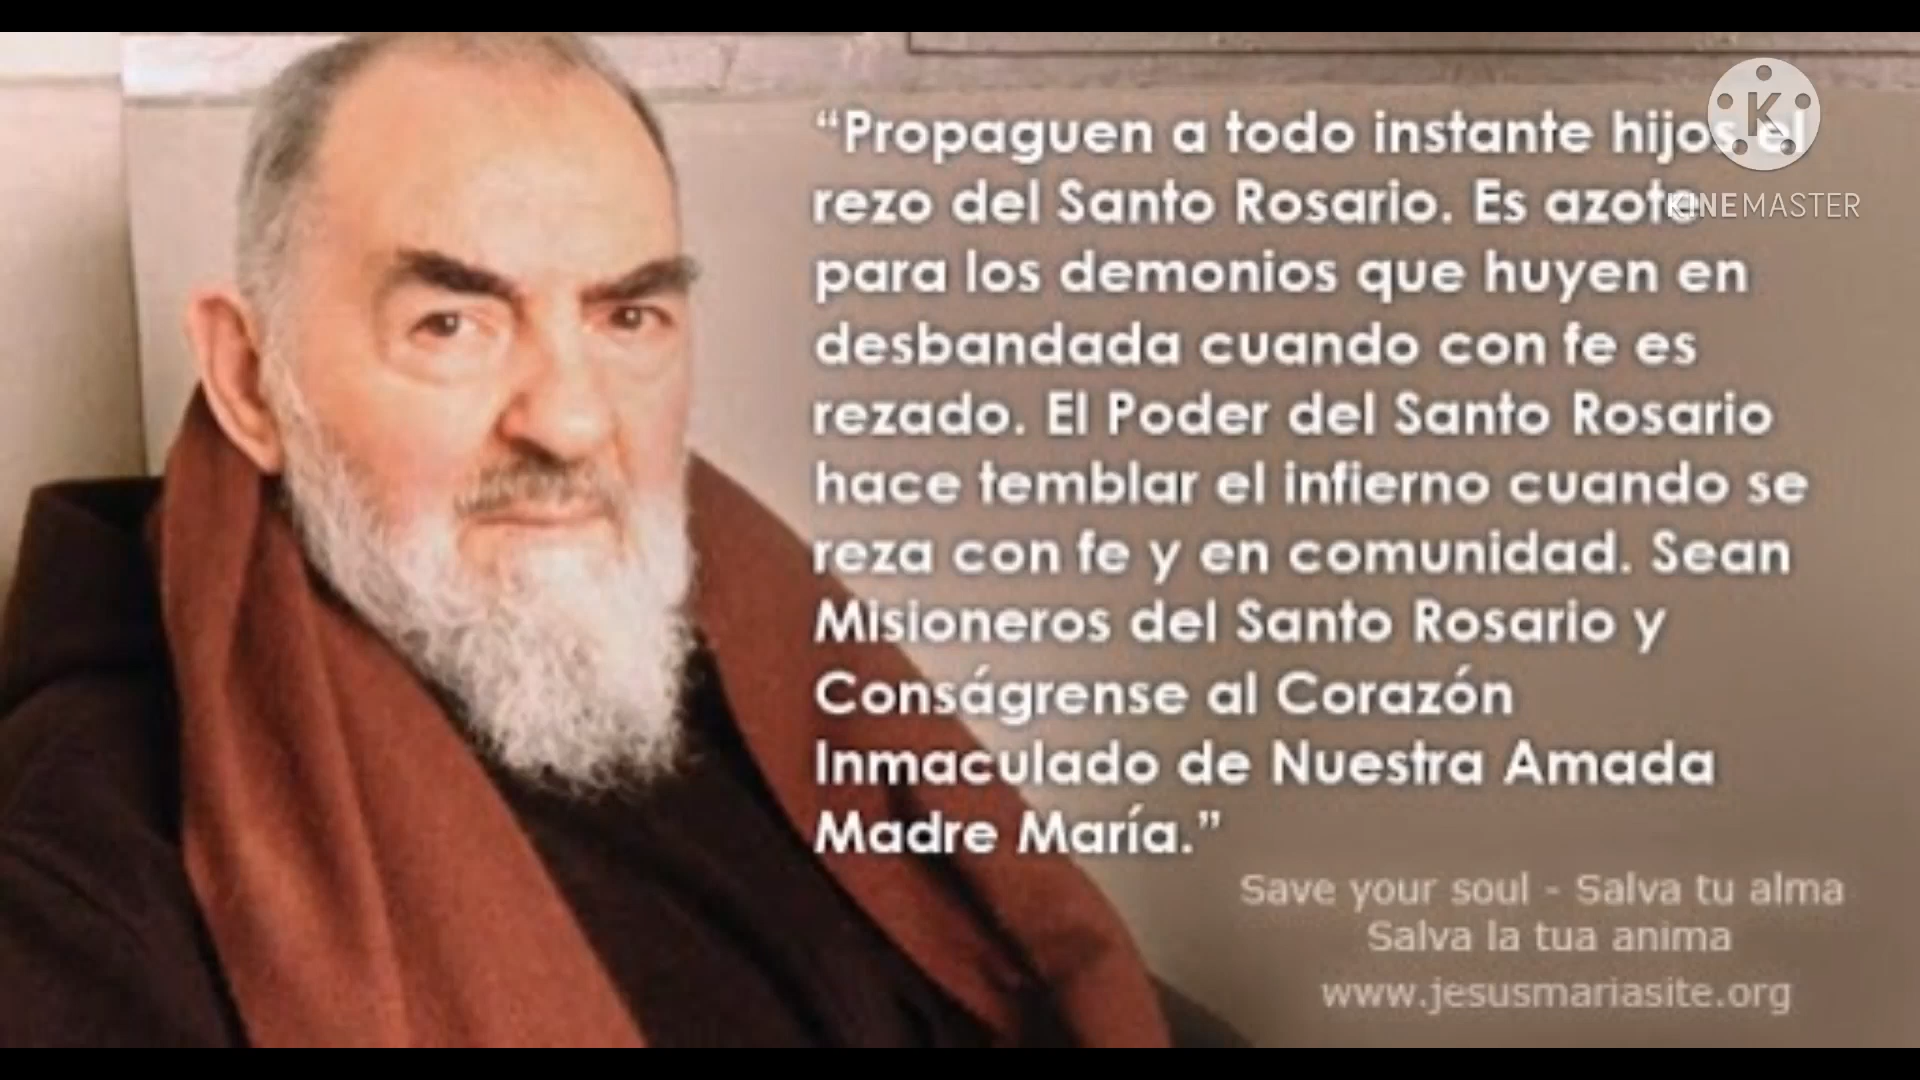 “Propaguen a todo instante hijos el
rezo del Santo Rosario. Es azote
para los demonios que huyen en
desbandada cuando con fe es
rezado. El Poder del Santo Rosario
hace temblar el infierno cuando se
reza con fe y en comunidad. Sean
Misioneros del Santo Rosario y
Conságrense al Corazón
Inmaculado de Nuestra Amada
Madre María.”
Save your soul - Salva tu alma
Salva la tua anima
www.jesusmariasite.org
K
KINEMASTER